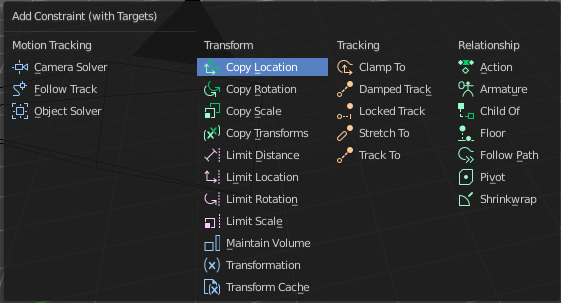 Add Constraint (with Targets)
Motion Tracking
Camera Solver
Follow Track
Object Solver
Transform
Copy Location
Copy Rotation
Copy Scale
Copy Transforms
Limit Distance
Limit Location
Limit Rotation
Limit Scale
Maintain Volume
Transformation
Transform Cache
Tracking
Clamp To
Damped Track
Locked Track
Stretch To
Track To
Relationship
Action
Armature
Child Of
Floor
Follow Path
Pivot
Shrinkwrap